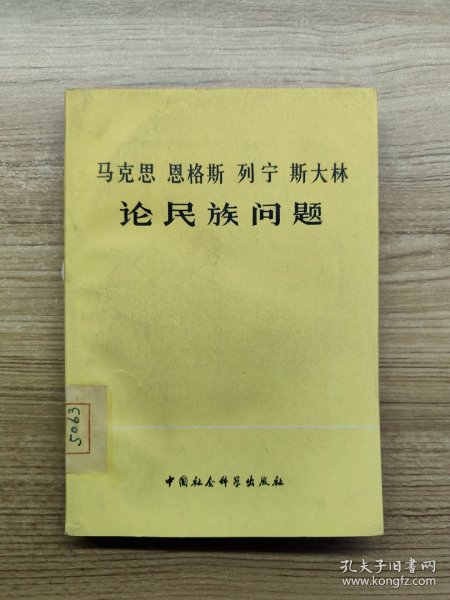 马克思 恩格斯 列宁 斯大林
论民族问题
5063
中国社会科学出版社
孔夫子旧书网
www.kongfz.com